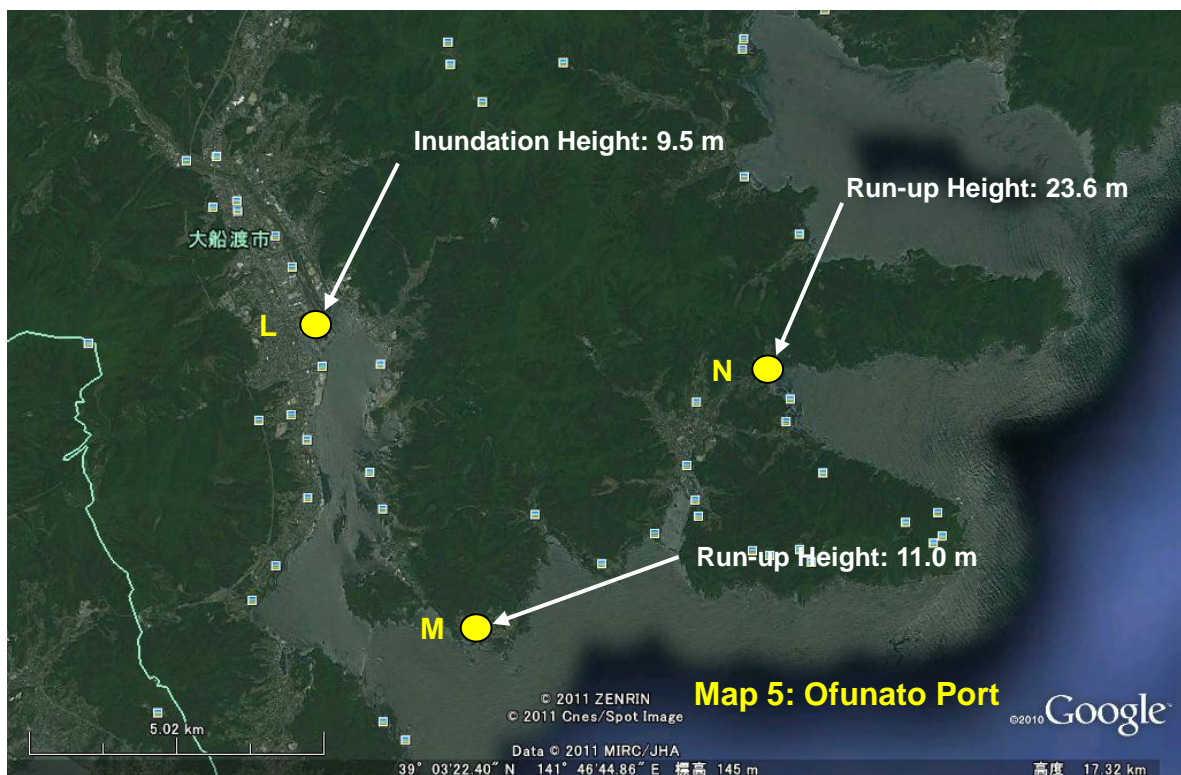 Inundation Height: 9.5 m
Run-up Height: 23.6 m
大船渡市
L
N
Run-up Height: 11.0 m
M
Map 5: Ofunato Port
© 2011 ZENRIN
© 2011 Cnes/Spot Image
©2010 Google
5.02 km
Data © 2011 MIRC/JHA
39° 03'22.40" N 141° 46'44.86" E 標高 145 m 高度 17.32 km